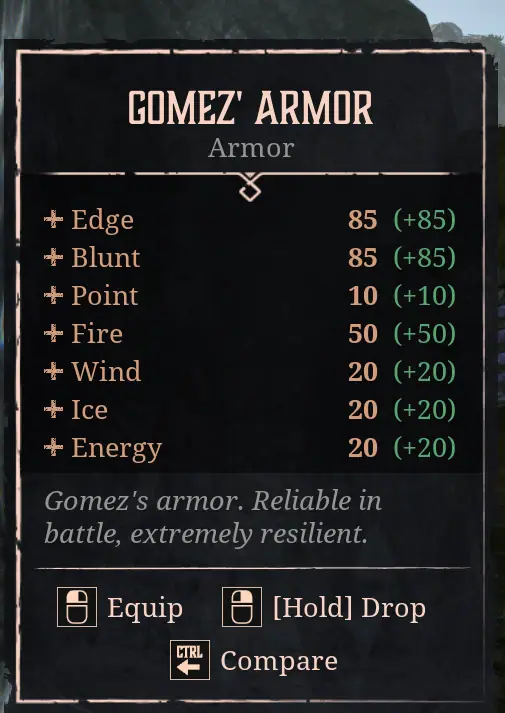 GOMEZ' ARMOR
Armor
Edge 85 (+85)
Blunt 85 (+85)
Point 10 (+10)
Fire 50 (+50)
Wind 20 (+20)
Ice 20 (+20)
Energy 20 (+20)
Gomez's armor. Reliable in
battle, extremely resilient.
Equip [Hold] Drop
CTRL Compare